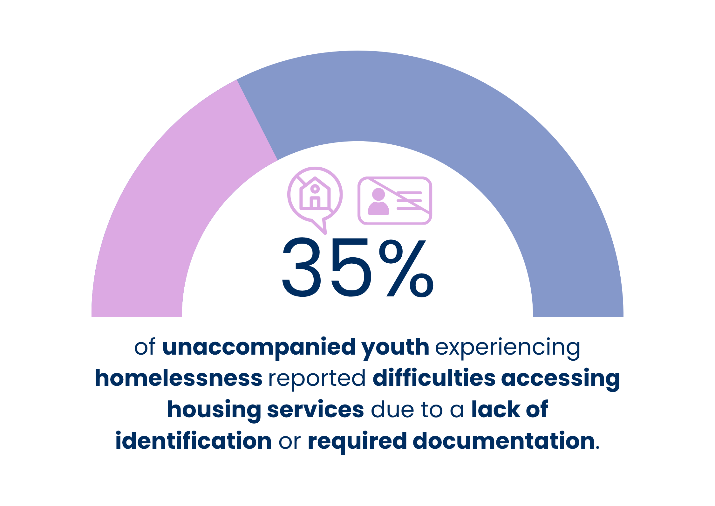 35%
of unaccompanied youth experiencing
homelessness reported difficulties accessing
housing services due to a lack of
identification or required documentation.